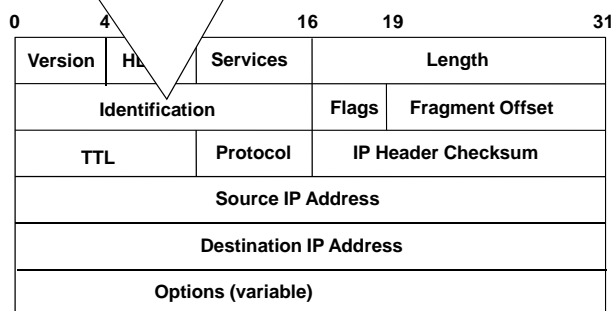 0 4 16 19 31
Version Services Length
Identification Flags Fragment Offset
TTL Protocol IP Header Checksum
Source IP Address
Destination IP Address
Options (variable)